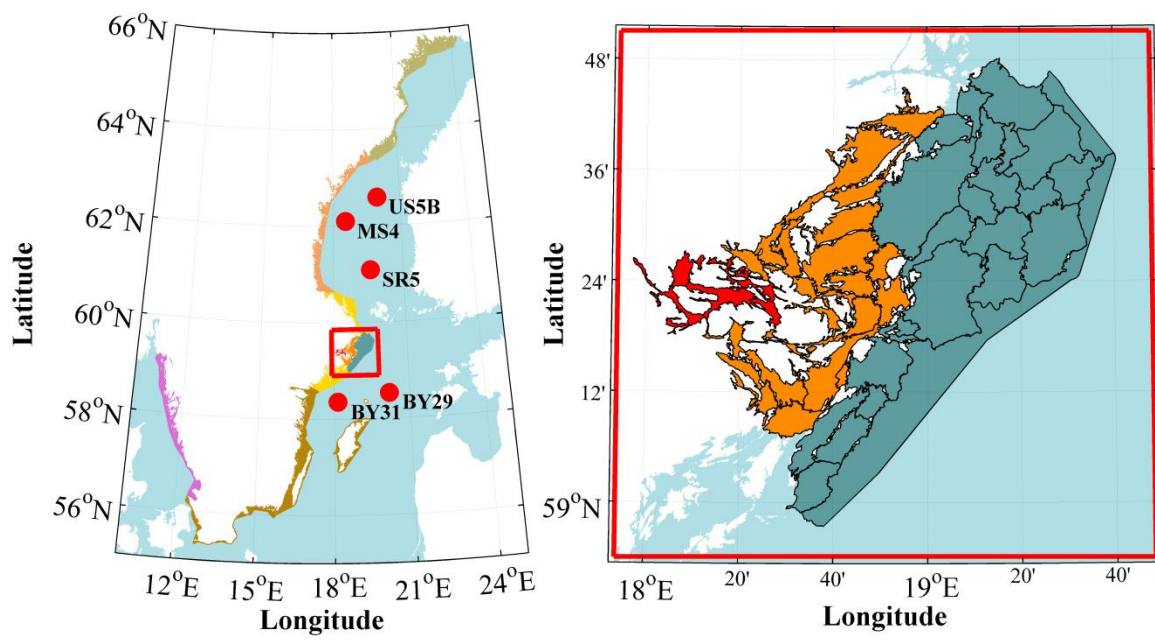 66°N
64°N
62°N
60°N
58°N
56°N
Latitude
US5B
MS4
SR5
BY31
BY29
12°E
15°E
18°E
21°E
24°E
Longitude
48'
36'
24'
12'
59°N
Latitude
18°E
20'
40'
19°E
20'
40'
Longitude